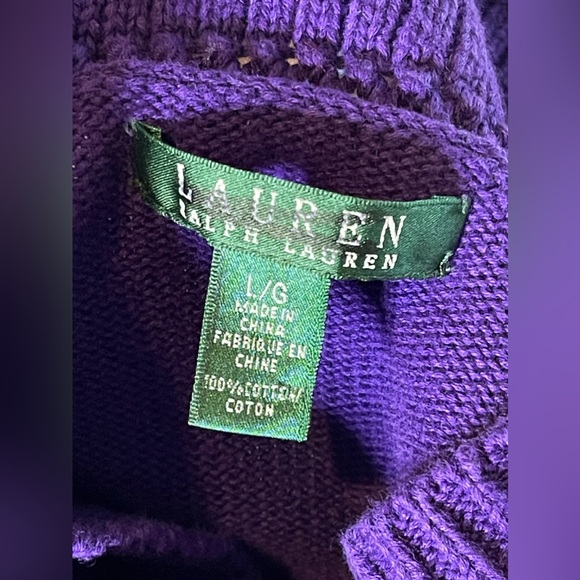 LAUREN
RALPH LAUREN
L/G
MADE IN
CHINA
FABRIQUE EN
CHINE
100% COTTON/
COTON